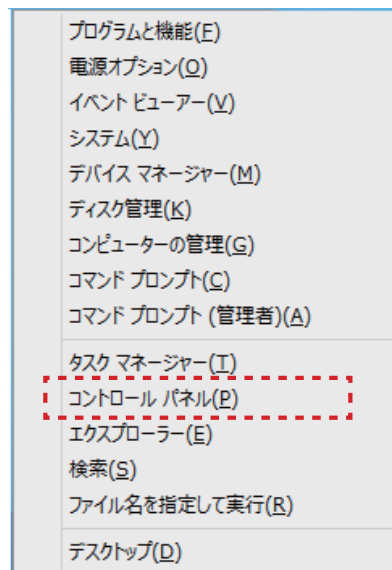 プログラムと機能(F)
電源オプション(O)
イベント ビューアー(V)
システム(Y)
デバイス マネージャー(M)
ディスク管理(K)
コンピューターの管理(G)
コマンド プロンプト(C)
コマンド プロンプト (管理者)(A)
タスク マネージャー(T)
コントロール パネル(P)
エクスプローラー(E)
検索(S)
ファイル名を指定して実行(R)
デスクトップ(D)